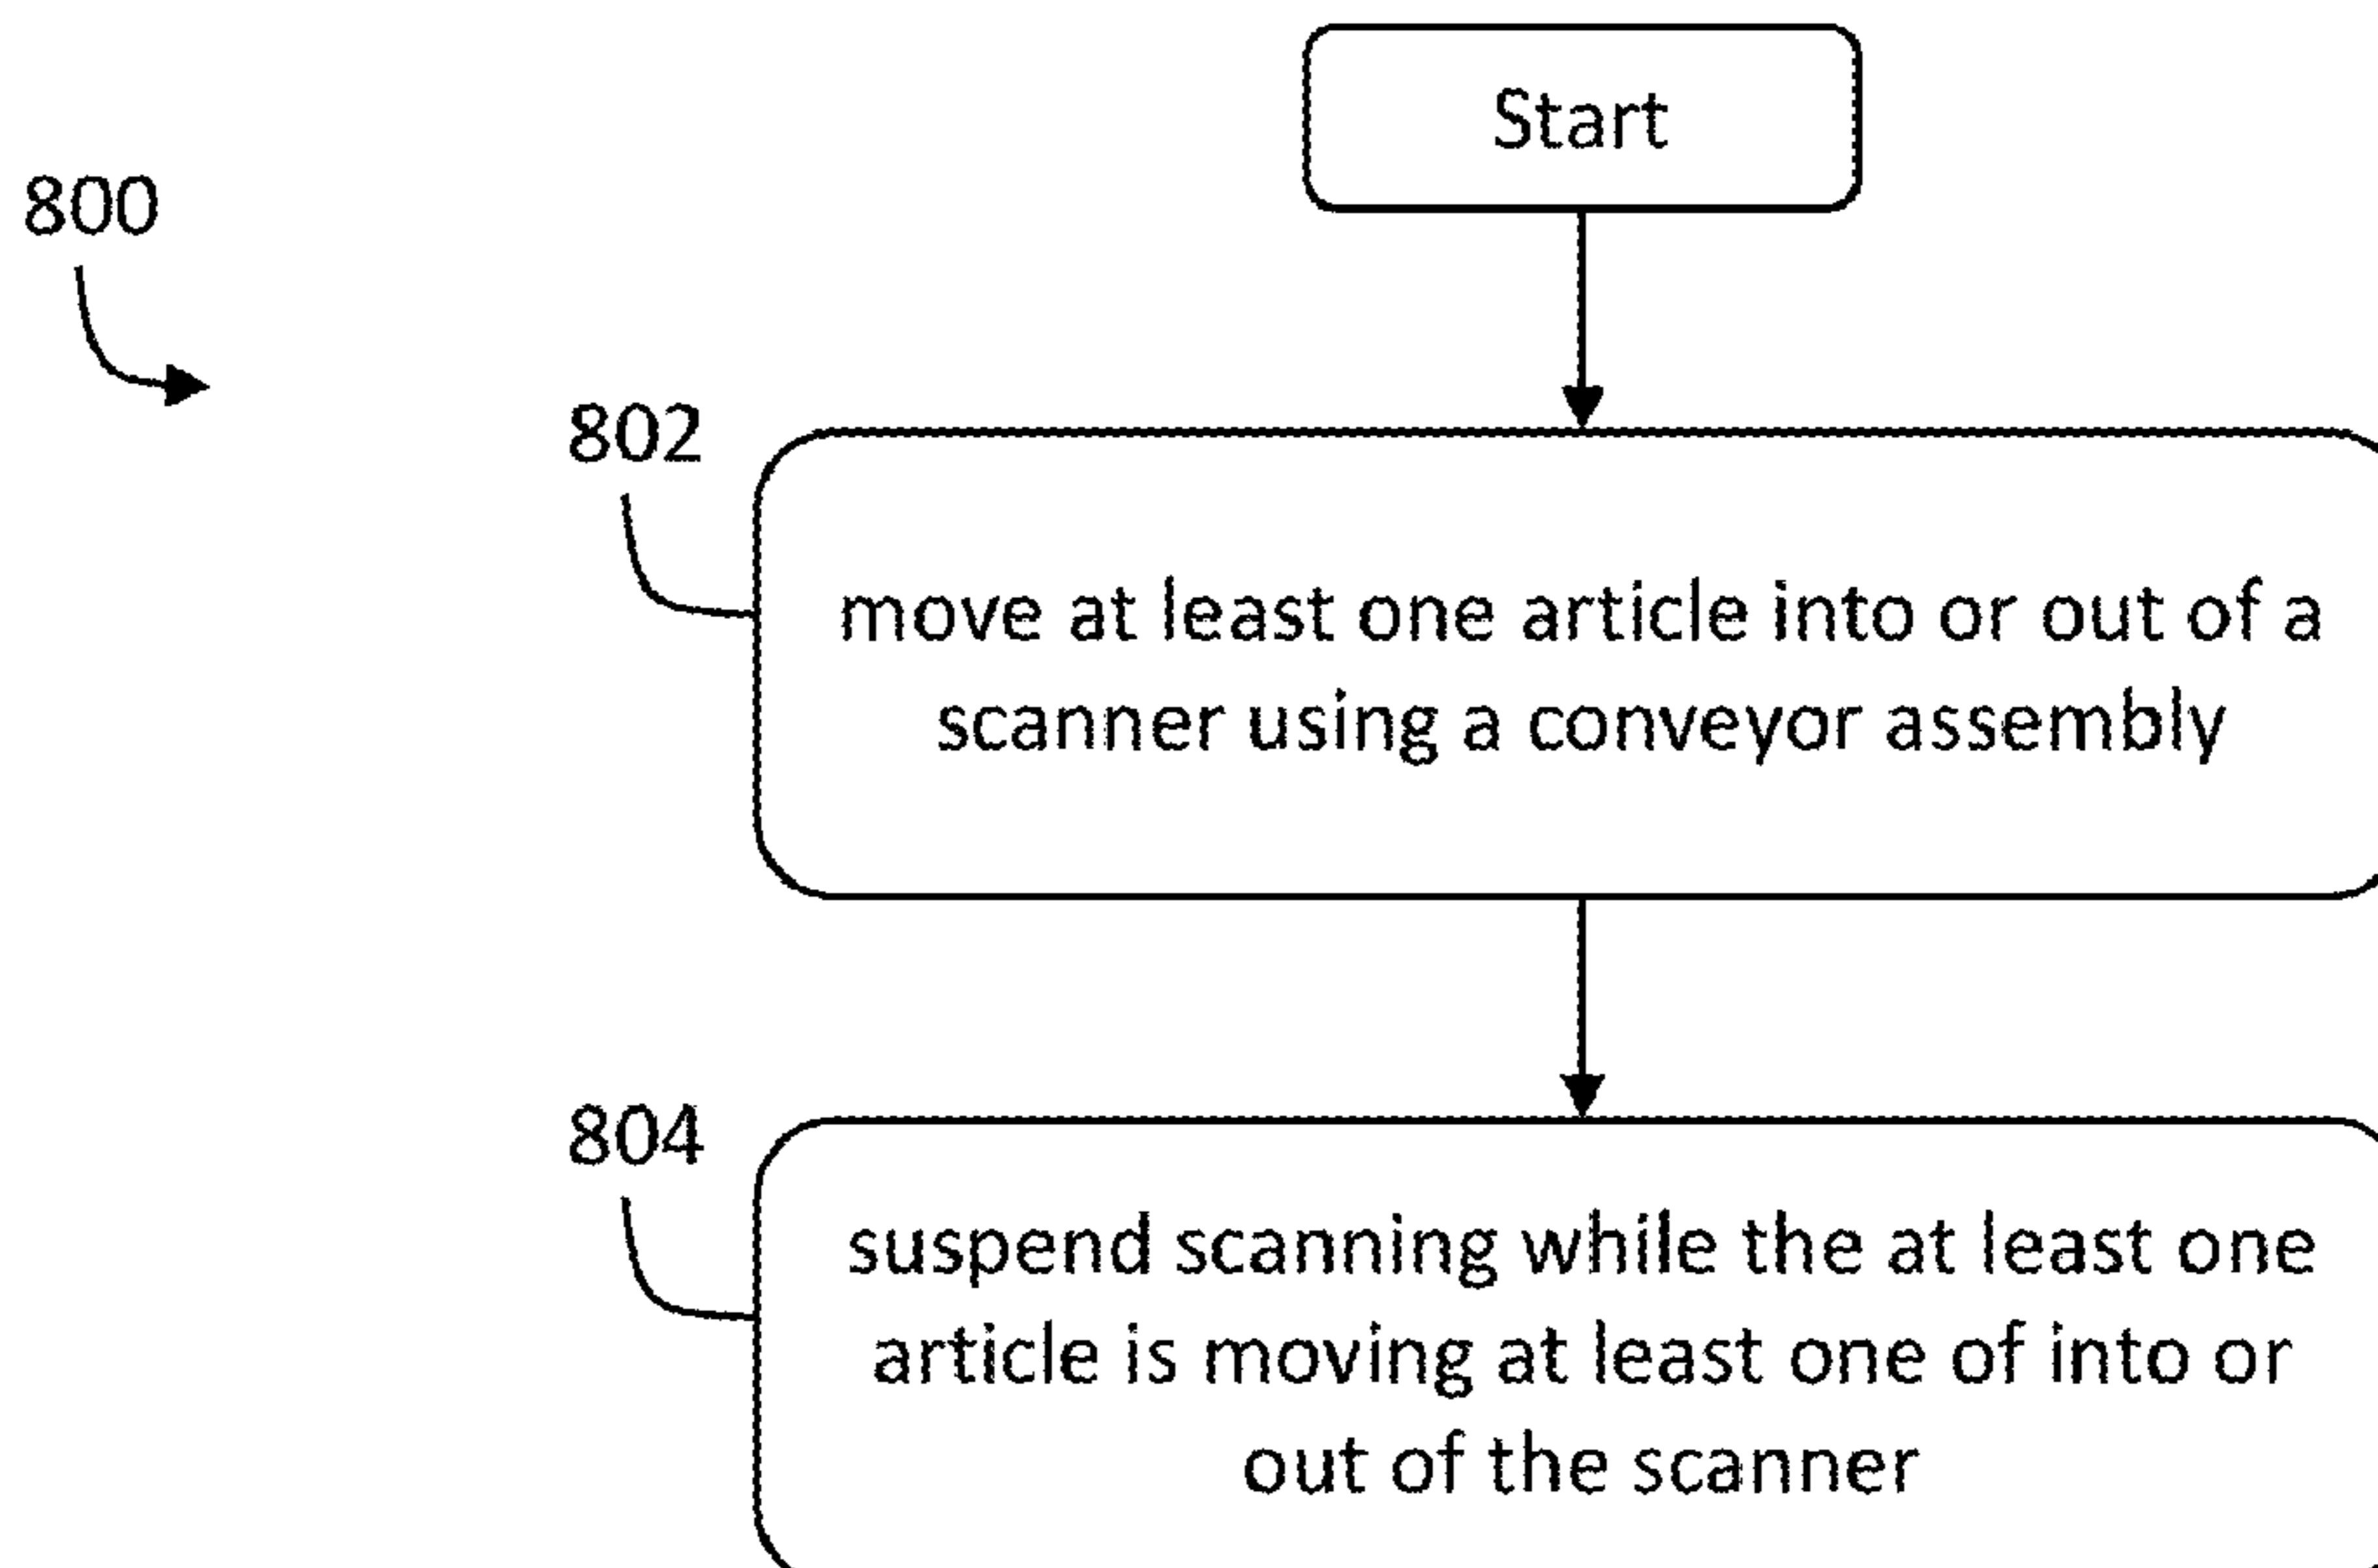 Start
800
802
move at least one article into or out of a
scanner using a conveyor assembly
804
suspend scanning while the at least one
article is moving at least one of into or
out of the scanner